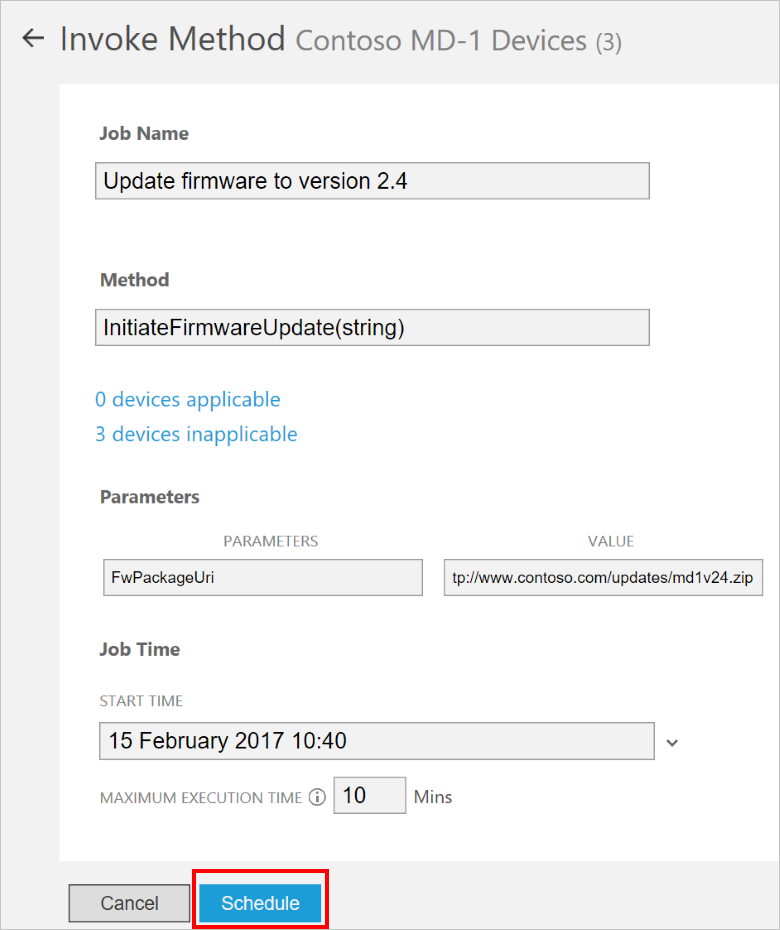 Invoke Method Contoso MD-1 Devices (3)
Job Name
Update firmware to version 2.4
Method
InitiateFirmwareUpdate(string)
0 devices applicable
3 devices inapplicable
Parameters
PARAMETERS VALUE
FwPackageUri tp://www.contoso.com/updates/md1v24.zip
Job Time
START TIME
15 February 2017 10:40
MAXIMUM EXECUTION TIME 10 Mins
Cancel Schedule